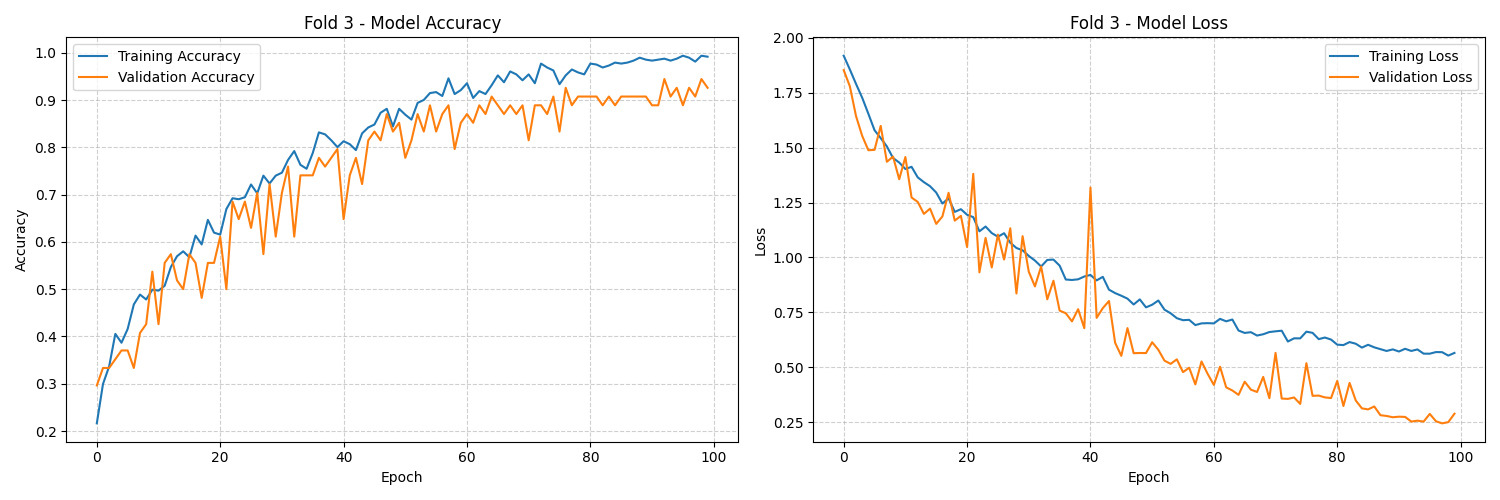 Fold 3 - Model Accuracy
Training Accuracy
Validation Accuracy
Accuracy
1.0
0.9
0.8
0.7
0.6
0.5
0.4
0.3
0.2
0 20 40 60 80 100
Epoch
Fold 3 - Model Loss
Training Loss
Validation Loss
Loss
2.00
1.75
1.50
1.25
1.00
0.75
0.50
0.25
0 20 40 60 80 100
Epoch